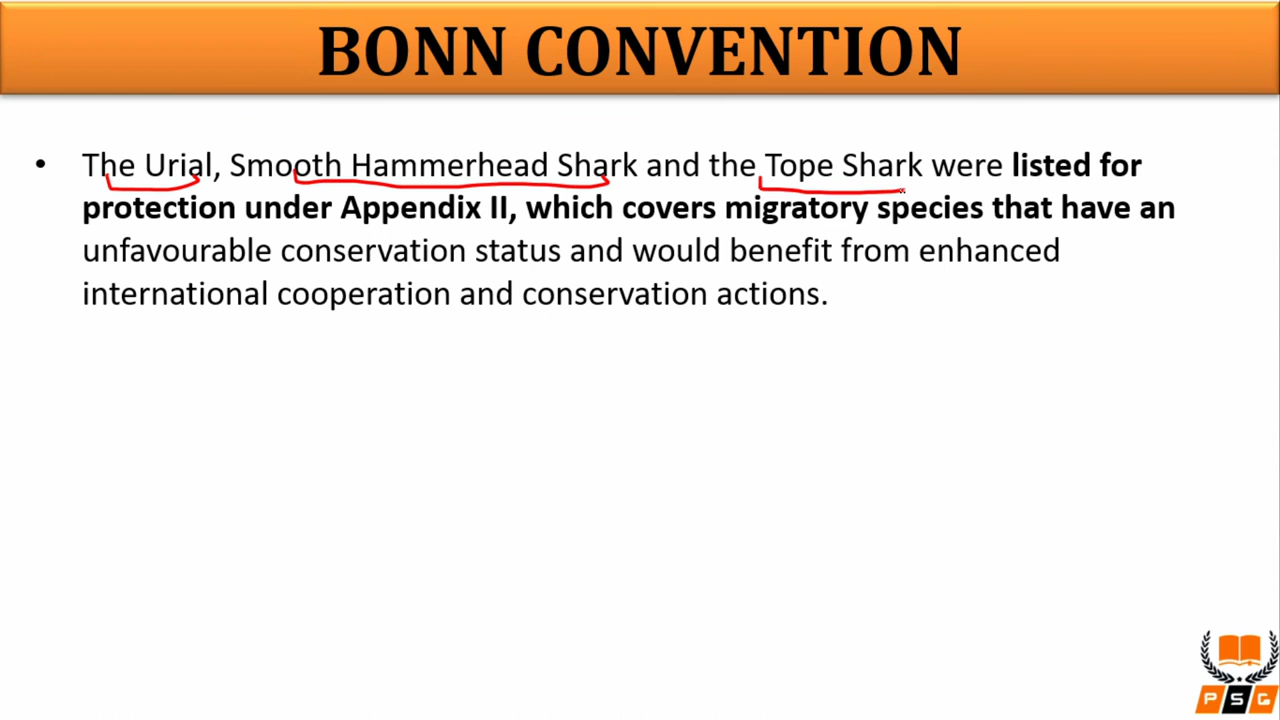 BONN CONVENTION
• The Urial, Smooth Hammerhead Shark and the Tope Shark were listed for
protection under Appendix II, which covers migratory species that have an
unfavourable conservation status and would benefit from enhanced
international cooperation and conservation actions.
PSG